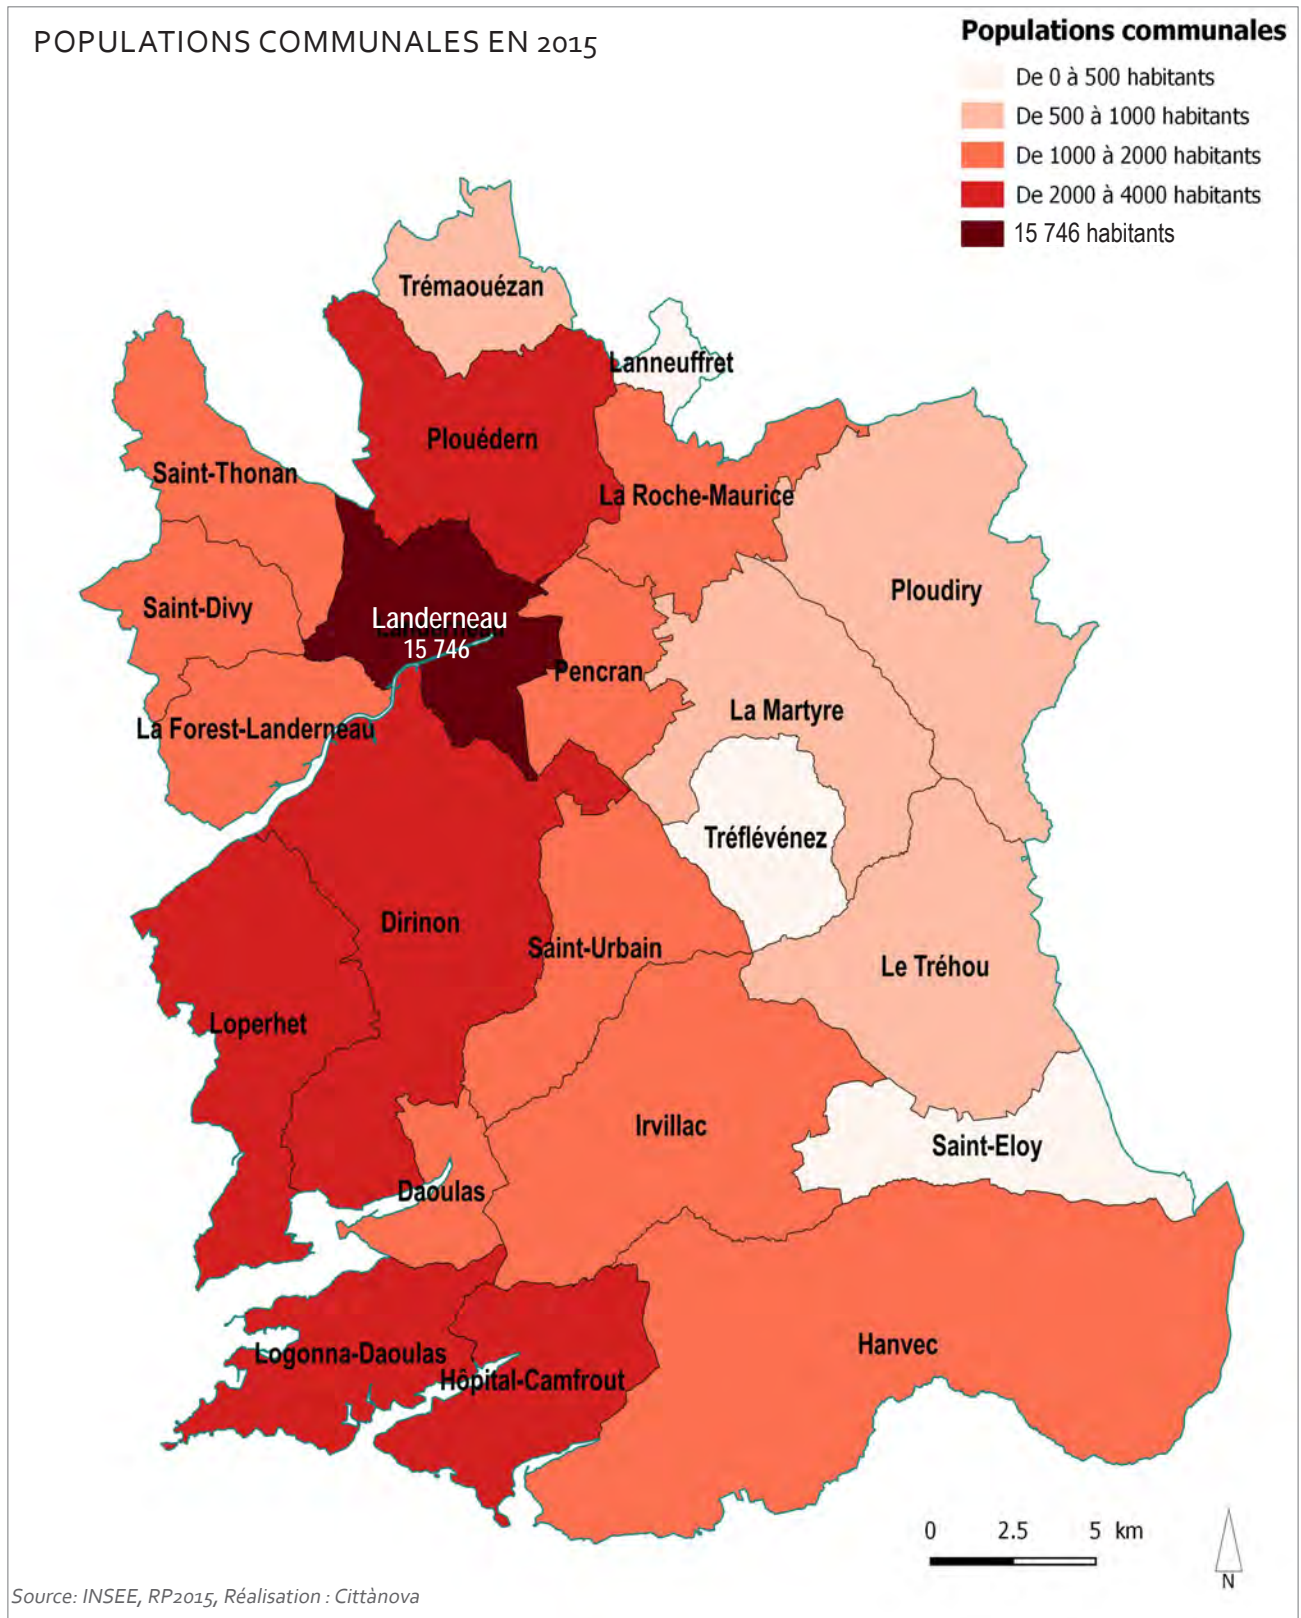 POPULATIONS COMMUNALES EN 2015
Populations communales
De 0 à 500 habitants
De 500 à 1000 habitants
De 1000 à 2000 habitants
De 2000 à 4000 habitants
15 746 habitants
Trémaouézan
Lanneuffret
Plouédern
Saint-Thonan
La Roche-Maurice
Ploudiry
Saint-Divy
Landerneau
Landerneau
15 746
Pencran
La Martyre
La Forest-Landerneau
Tréflévénez
Dirinon
Saint-Urbain
Le Tréhou
Loperhet
Irvillac
Saint-Eloy
Daoulas
Hanvec
Logonna-Daoulas
Hôpital-Camfrout
0 2.5 5 km
N
Source: INSEE, RP2015, Réalisation : Cittànova